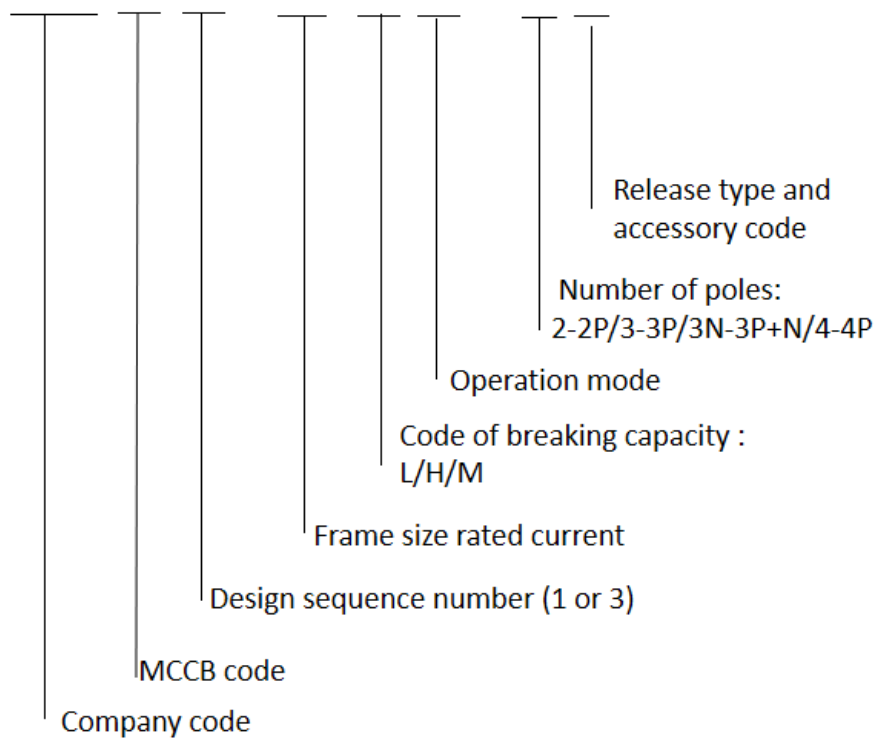 Release type and
accessory code
Number of poles:
2-2P/3-3P/3N-3P+N/4-4P
Operation mode
Code of breaking capacity :
L/H/M
Frame size rated current
Design sequence number (1 or 3)
MCCB code
Company code